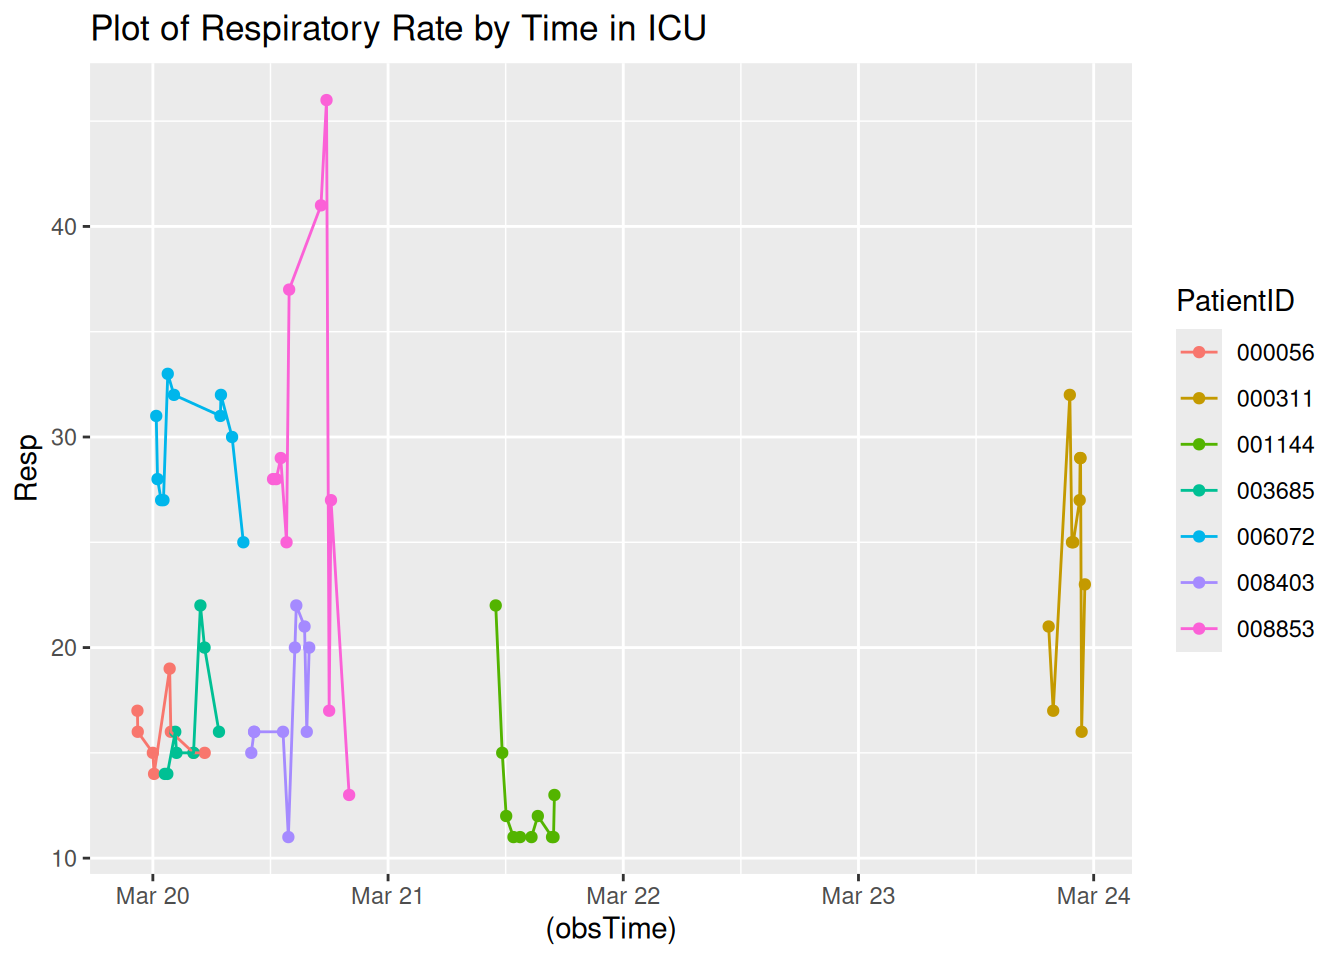 Plot of Respiratory Rate by Time in ICU
Resp
40
30
20
10
Mar 20 Mar 21 Mar 22 Mar 23 Mar 24
(obsTime)
PatientID
000056
000311
001144
003685
006072
008403
008853